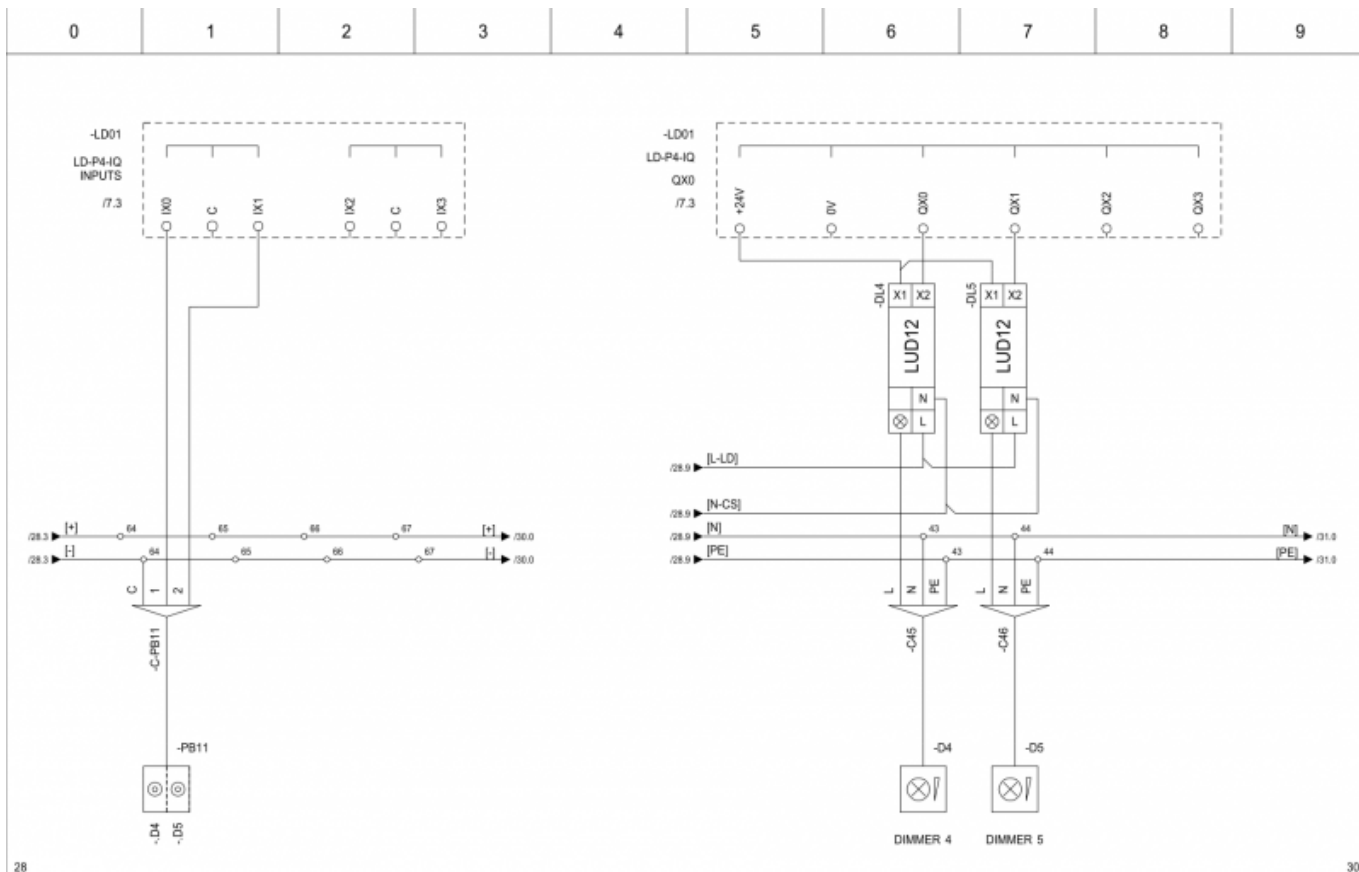 0 1 2 3 4 5 6 7 8 9
-LD01
LD-P4-IQ
INPUTS
/7.3
IX0 C IX1 IX2 C IX3
-LD01
LD-P4-IQ
QX0
/7.3
+24V 0V QX0 QX1 QX2 QX3
-DL4 X1 X2 -DL5 X1 X2
LUD12 LUD12
N N
L L
/28.9 [L-LD]
/28.9 [N-CS]
/28.3 [+] 64 65 66 67 [+] /30.0
/28.3 [-] 64 65 66 67 [-] /30.0
/28.9 [N] 43 44 [N] /31.0
/28.9 [PE] 43 44 [PE] /31.0
C 1 2
L N PE L N PE
-C-PB11
-C45 -C46
-PB11
-D4 -D5
-.D4 -.D5
DIMMER 4 DIMMER 5
28 30